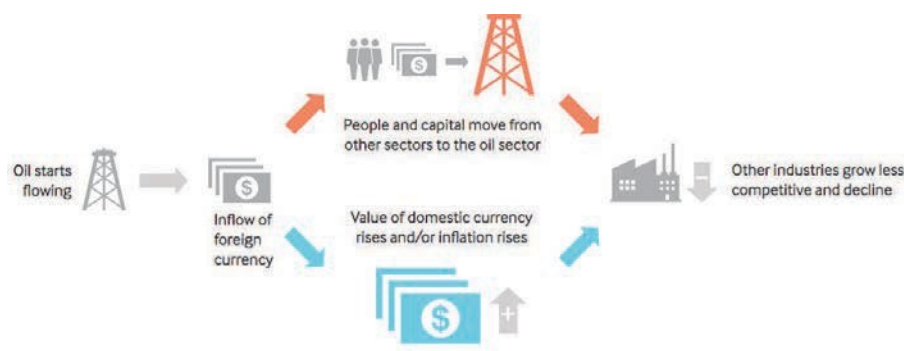 People and capital move from
other sectors to the oil sector
Oil starts
flowing
Inflow of
foreign
currency
Value of domestic currency
rises and/or inflation rises
Other industries grow less
competitive and decline
$
$
$
+
-